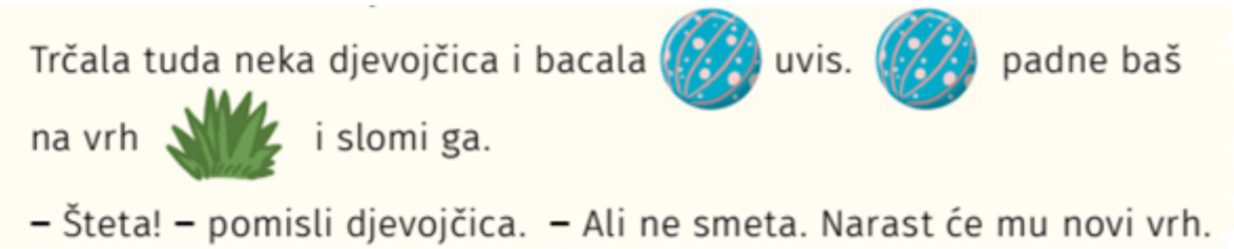 Trčala tuda neka djevojčica i bacala uvis. padne baš
na vrh i slomi ga.
– Šteta! – pomisli djevojčica. – Ali ne smeta. Narast će mu novi vrh.